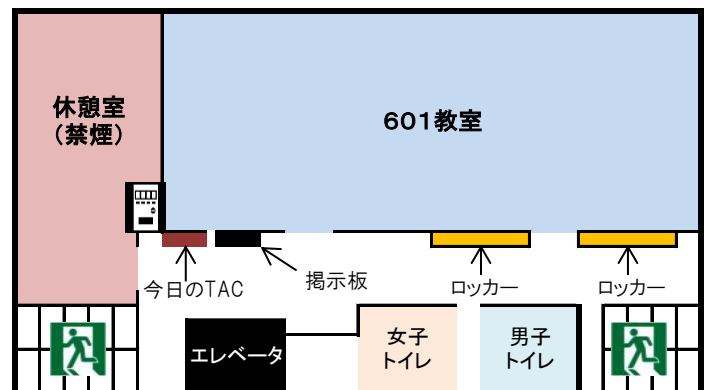 休憩室
(禁煙)
601教室
今日のTAC
掲示板
ロッカー
ロッカー
エレベータ
女子
トイレ
男子
トイレ